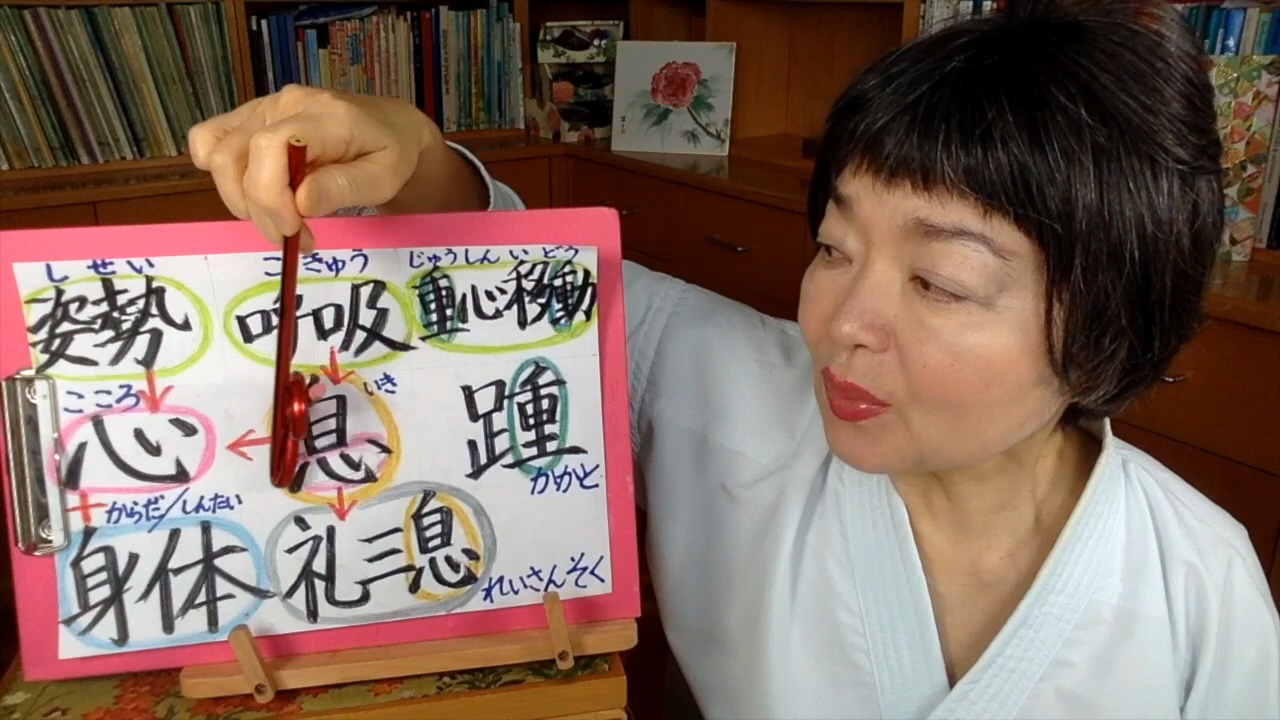 しせい こきゅう じゅうしんいどう
姿勢 呼吸 重心移動
こころ いき
心 息 踵
かかと
+ からだ/しんたい
身体 礼三息
れいさんそく